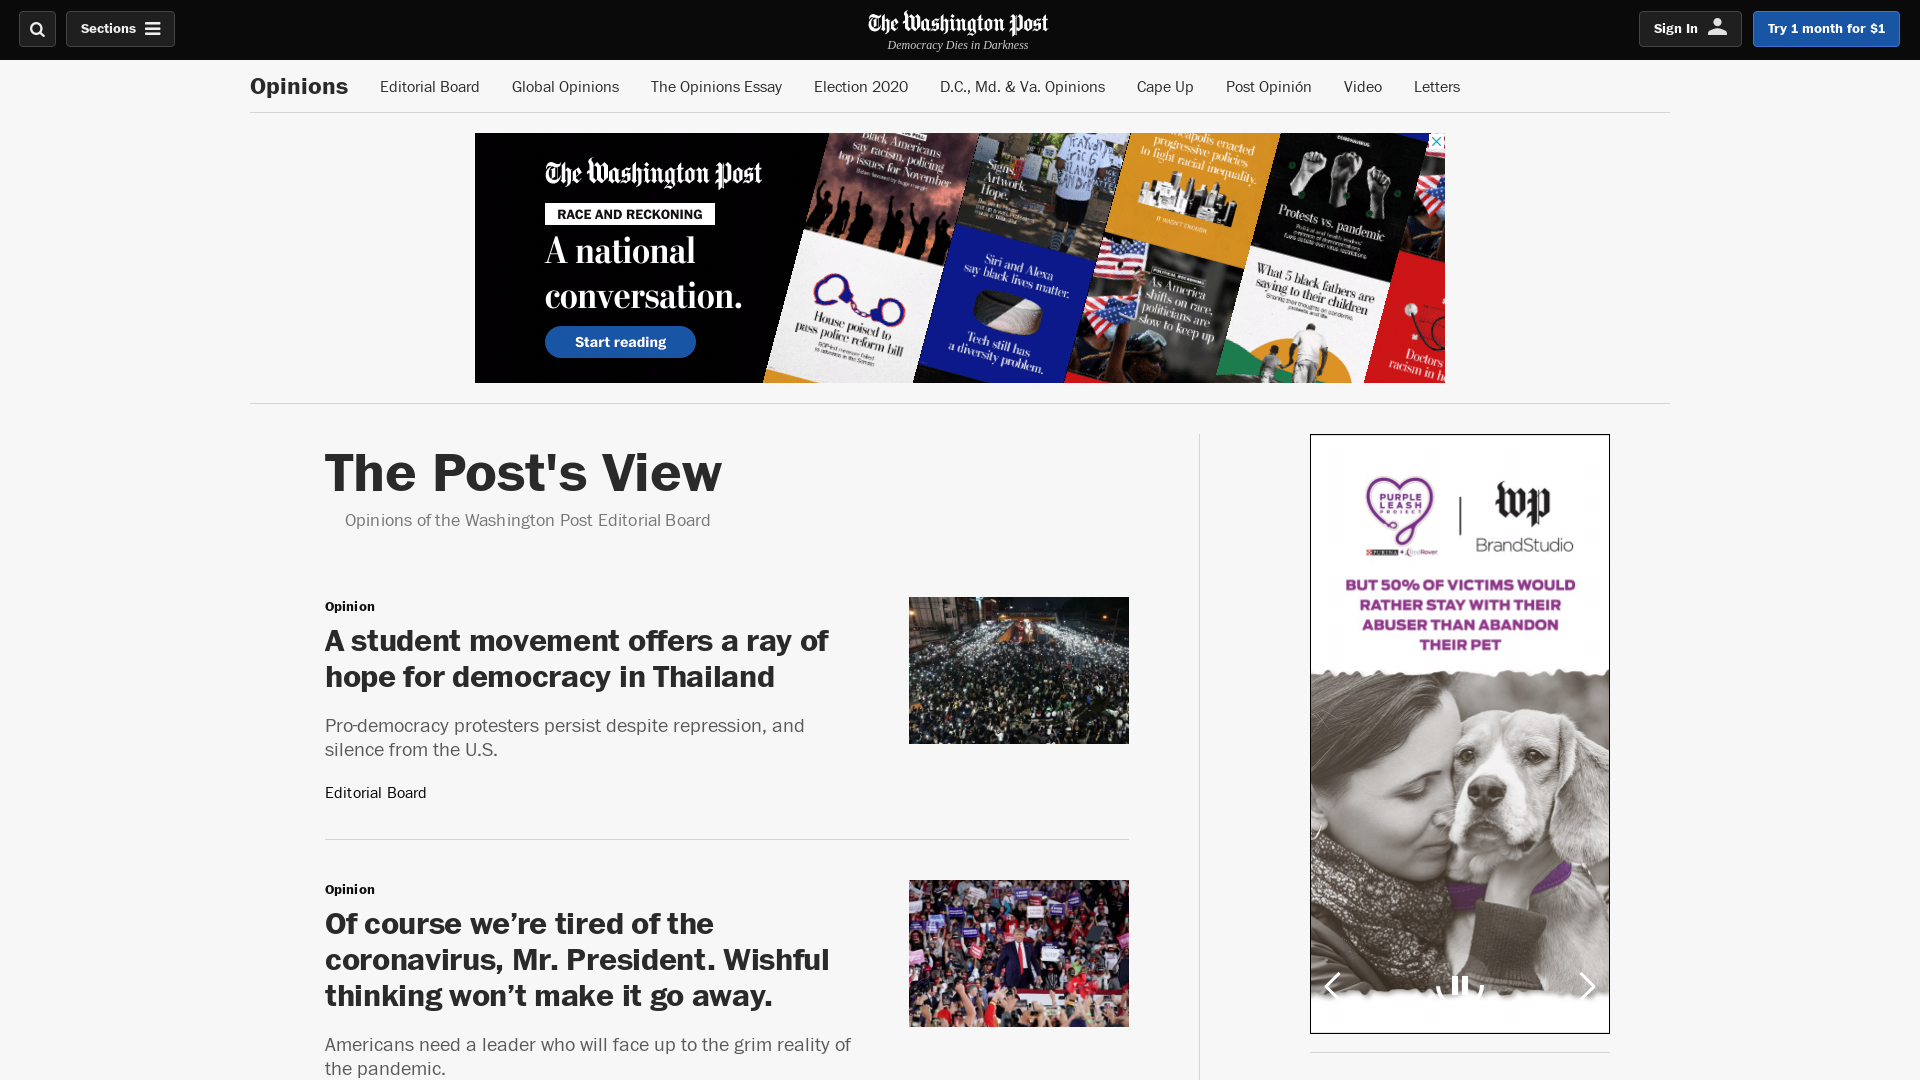 Sections
The Washington Post
Democracy Dies in Darkness
Sign In
Try 1 month for $1
Opinions
Editorial Board
Global Opinions
The Opinions Essay
Election 2020
D.C., Md. & Va. Opinions
Cape Up
Post Opinión
Video
Letters
The Washington Post
RACE AND RECKONING
A national
conversation.
Start reading
Black Americans
say racism, policing
top issues for November
Signs.
Artwork.
Hope.
progressive policies
to fight racial inequality.
IT WASN'T ENOUGH
CORONAVIRUS
Protests vs. pandemic
House poised to
pass police reform bill
Siri and Alexa
say black lives matter.
Tech still has
a diversity problem.
As America
shifts on race,
politicians are
slow to keep up
What 5 black fathers are
saying to their children
Doctors
racism in
The Post's View
Opinions of the Washington Post Editorial Board
Opinion
A student movement offers a ray of
hope for democracy in Thailand
Pro-democracy protesters persist despite repression, and
silence from the U.S.
Editorial Board
Opinion
Of course we’re tired of the
coronavirus, Mr. President. Wishful
thinking won’t make it go away.
Americans need a leader who will face up to the grim reality of
the pandemic.
PURPLE
LEASH
PROJECT
PURINA + RedRover
wp
BrandStudio
BUT 50% OF VICTIMS WOULD
RATHER STAY WITH THEIR
ABUSER THAN ABANDON
THEIR PET